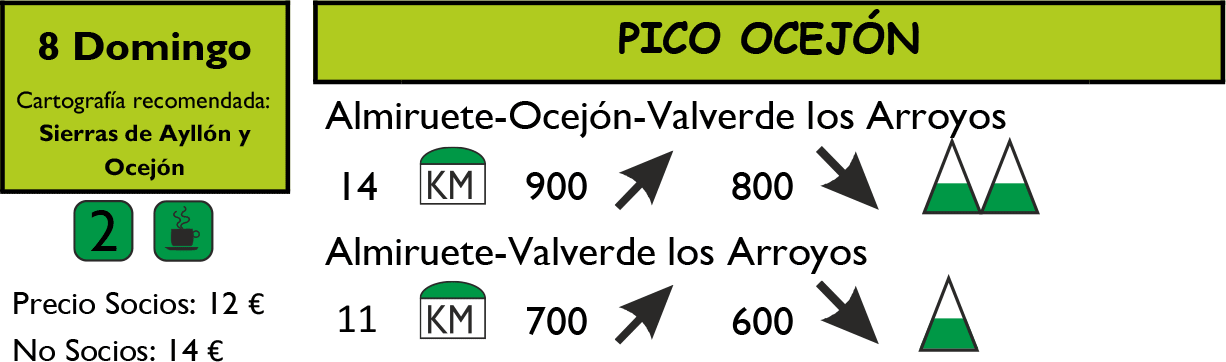 8 Domingo
Cartografía recomendada:
Sierras de Ayllón y
Ocejón
2
Precio Socios: 12 €
No Socios: 14 €
PICO OCEJÓN
Almiruete-Ocejón-Valverde los Arroyos
14 KM 900 800
Almiruete-Valverde los Arroyos
11 KM 700 600